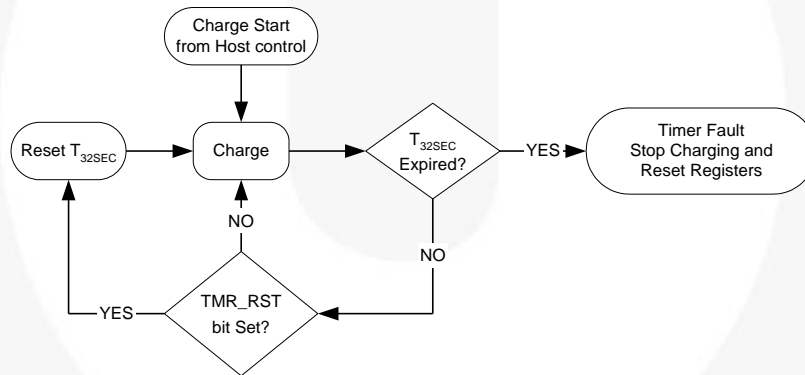 Charge Start
from Host control
Reset T32SEC
Charge
T32SEC
Expired?
YES
Timer Fault
Stop Charging and
Reset Registers
NO
NO
YES
TMR_RST
bit Set?